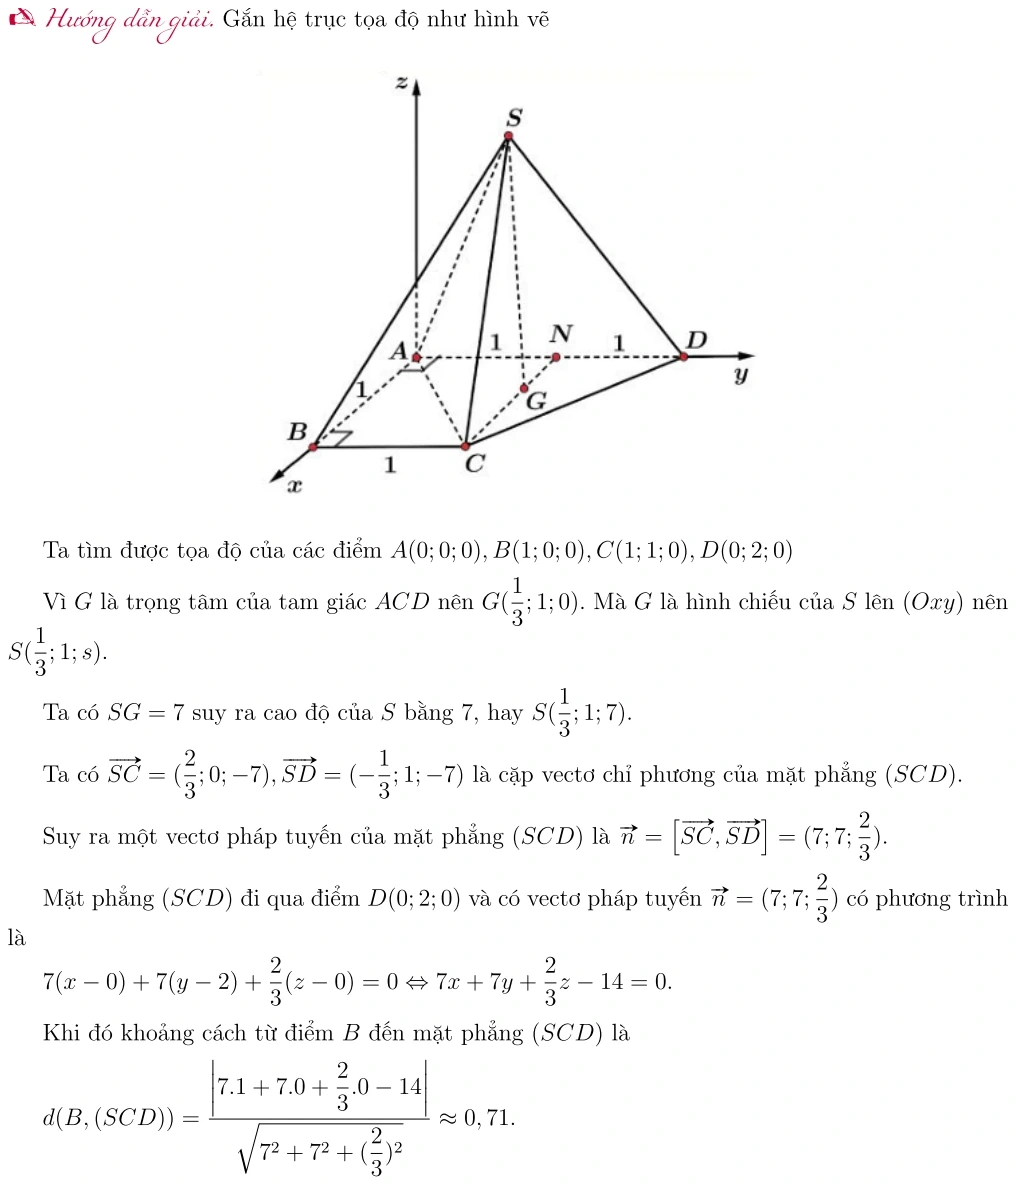 Hướng dẫn giải. Gắn hệ trục tọa độ như hình vẽ
z
S
A
1
N
1
D
y
1
G
B
1
C
x
Ta tìm được tọa độ của các điểm A(0; 0; 0), B(1; 0; 0), C(1; 1; 0), D(0; 2; 0)
Vì G là trọng tâm của tam giác ACD nên G(1/3; 1; 0). Mà G là hình chiếu của S lên (Oxy) nên
S(1/3; 1; s).
Ta có SG = 7 suy ra cao độ của S bằng 7, hay S(1/3; 1; 7).
Ta có \overrightarrow{SC} = (2/3; 0; −7), \overrightarrow{SD} = (−1/3; 1; −7) là cặp vectơ chỉ phương của mặt phẳng (SCD).
Suy ra một vectơ pháp tuyến của mặt phẳng (SCD) là \overrightarrow{n} = [\overrightarrow{SC}, \overrightarrow{SD}] = (7; 7; 2/3).
Mặt phẳng (SCD) đi qua điểm D(0; 2; 0) và có vectơ pháp tuyến \overrightarrow{n} = (7; 7; 2/3) có phương trình
là
7(x − 0) + 7(y − 2) + 2/3(z − 0) = 0 ⇔ 7x + 7y + 2/3z − 14 = 0.
Khi đó khoảng cách từ điểm B đến mặt phẳng (SCD) là
d(B, (SCD)) = |7.1 + 7.0 + 2/3.0 − 14| / √(7² + 7² + (2/3)²) ≈ 0, 71.